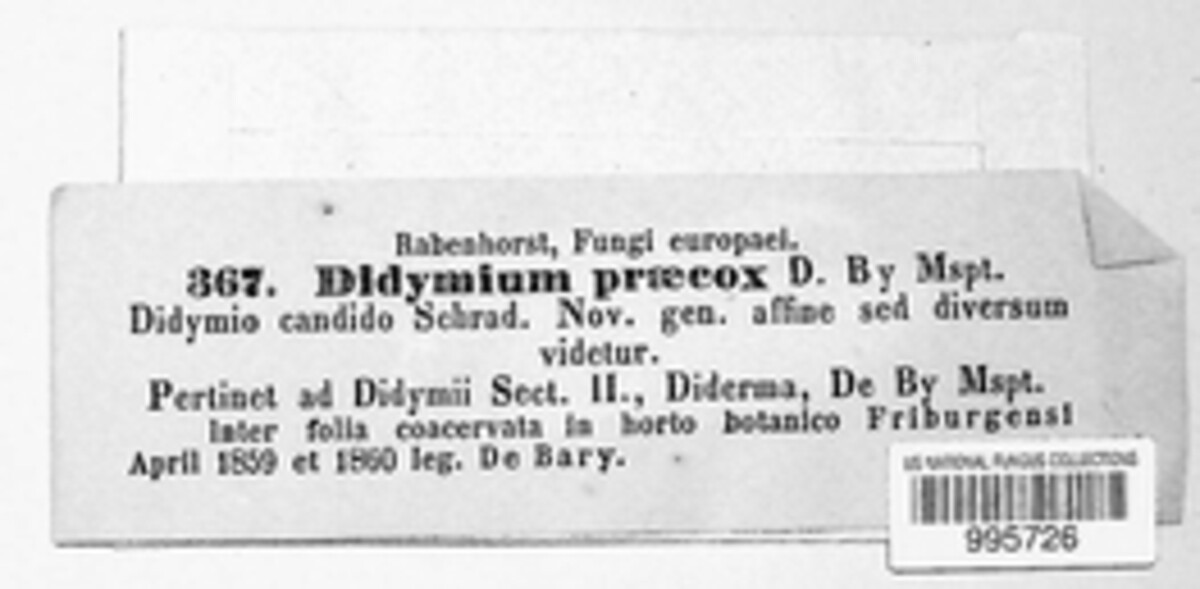 Rabenhorst, Fungi europaei.
367. Didymium præcox D. By Mspt.
Didymio candido Schrad. Nov. gen. affine sed diversum
videtur.
Pertinet ad Didymii Sect. II., Diderma, De By Mspt.
Inter folia coacervata in horto botanico Friburgensi
April 1859 et 1860 leg. De Bary.
US NATIONAL FUNGUS COLLECTIONS
995726